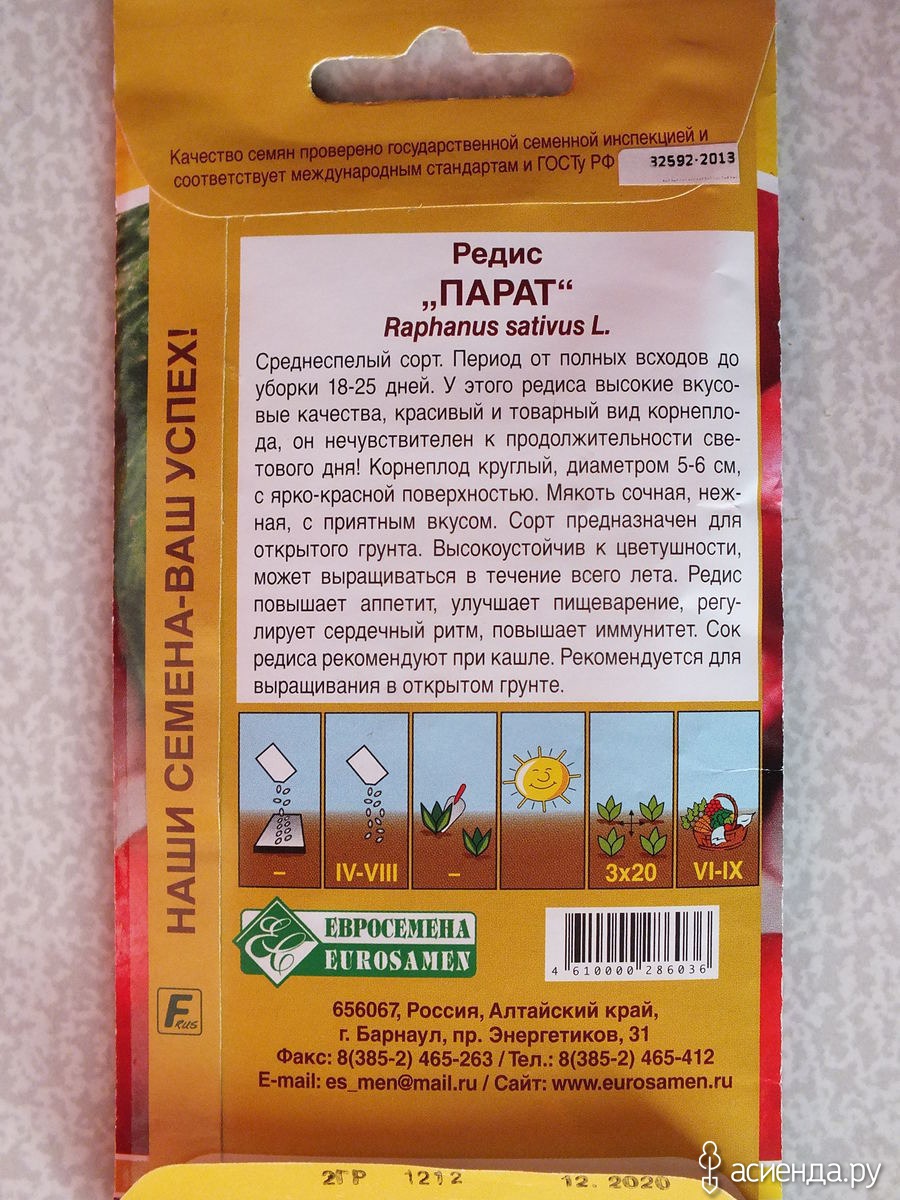 Качество семян проверено государственной семенной инспекцией и
соответствует международным стандартам и ГОСТу РФ 32592-2013
НАШИ СЕМЕНА-ВАШ УСПЕХ!
Редис
„ПАРАТ“
Raphanus sativus L.
Среднеспелый сорт. Период от полных всходов до
уборки 18-25 дней. У этого редиса высокие вкусо-
вые качества, красивый и товарный вид корнепло-
да, он нечувствителен к продолжительности све-
тового дня! Корнеплод круглый, диаметром 5-6 см,
с ярко-красной поверхностью. Мякоть сочная, неж-
ная, с приятным вкусом. Сорт предназначен для
открытого грунта. Высокоустойчив к цветушности,
может выращиваться в течение всего лета. Редис
повышает аппетит, улучшает пищеварение, регу-
лирует сердечный ритм, повышает иммунитет. Сок
редиса рекомендуют при кашле. Рекомендуется для
выращивания в открытом грунте.
– IV-VIII – 3x20 VI-IX
ЕВРОСЕМЕНА
EUROSAMEN
4 610000 286036
F RUS
656067, Россия, Алтайский край,
г. Барнаул, пр. Энергетиков, 31
Факс: 8(385-2) 465-263 / Тел.: 8(385-2) 465-412
E-mail: es_men@mail.ru / Сайт: www.eurosamen.ru
2ГР 1212 12. 2020
асиенда.ру